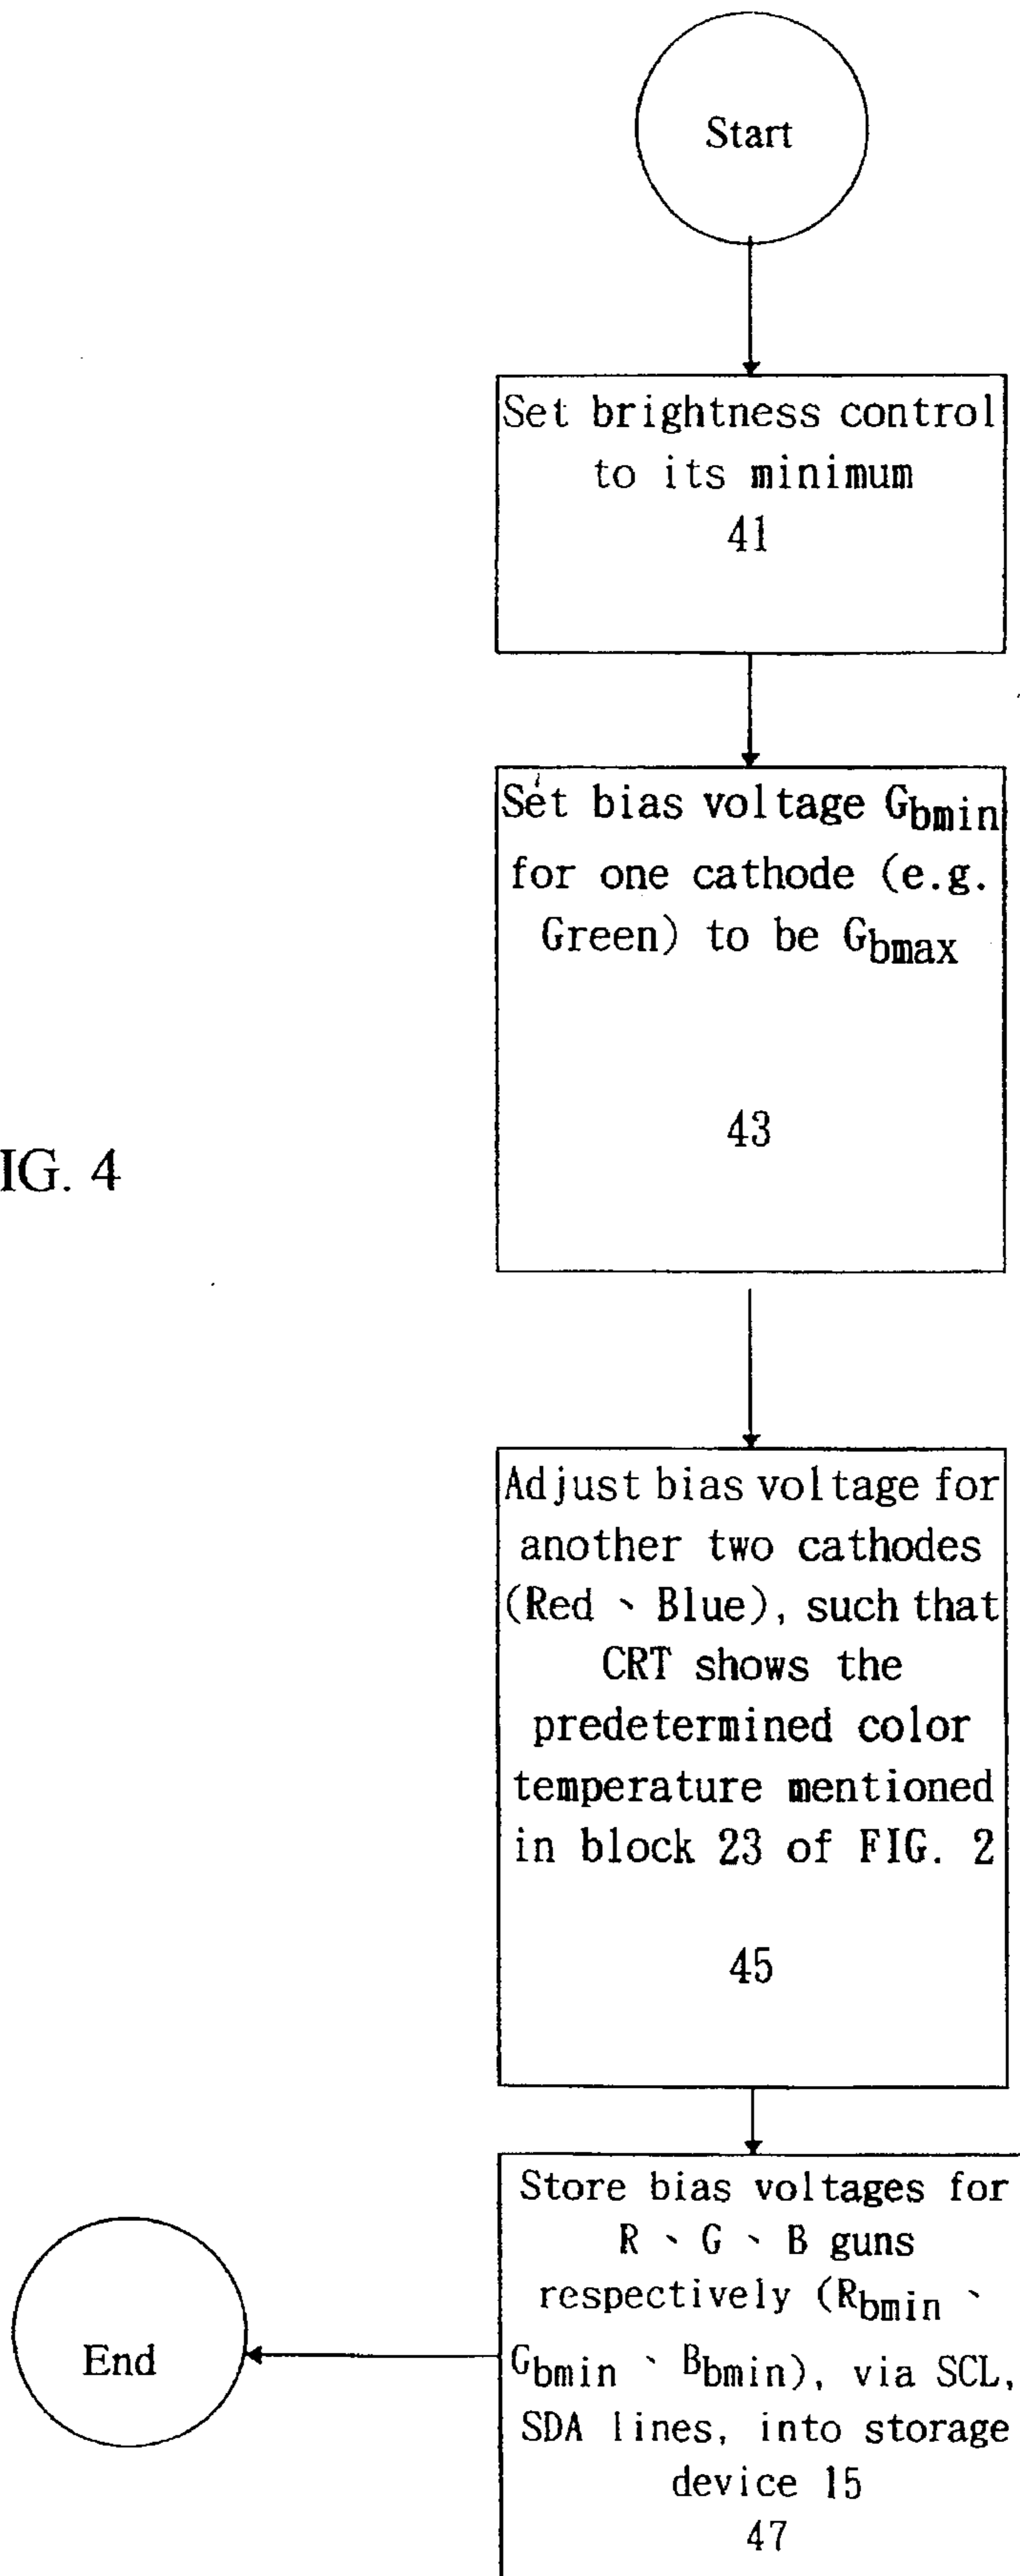 Start
Set brightness control
to its minimum
41
Set bias voltage Gbmin
for one cathode (e.g.
Green) to be Gbmax
43
IG. 4
Adjust bias voltage for
another two cathodes
(Red、Blue), such that
CRT shows the
predetermined color
temperature mentioned
in block 23 of FIG. 2
45
Store bias voltages for
R、G、B guns
respectively (Rbmin、
Gbmin、Bbmin), via SCL,
SDA lines, into storage
device 15
47
End